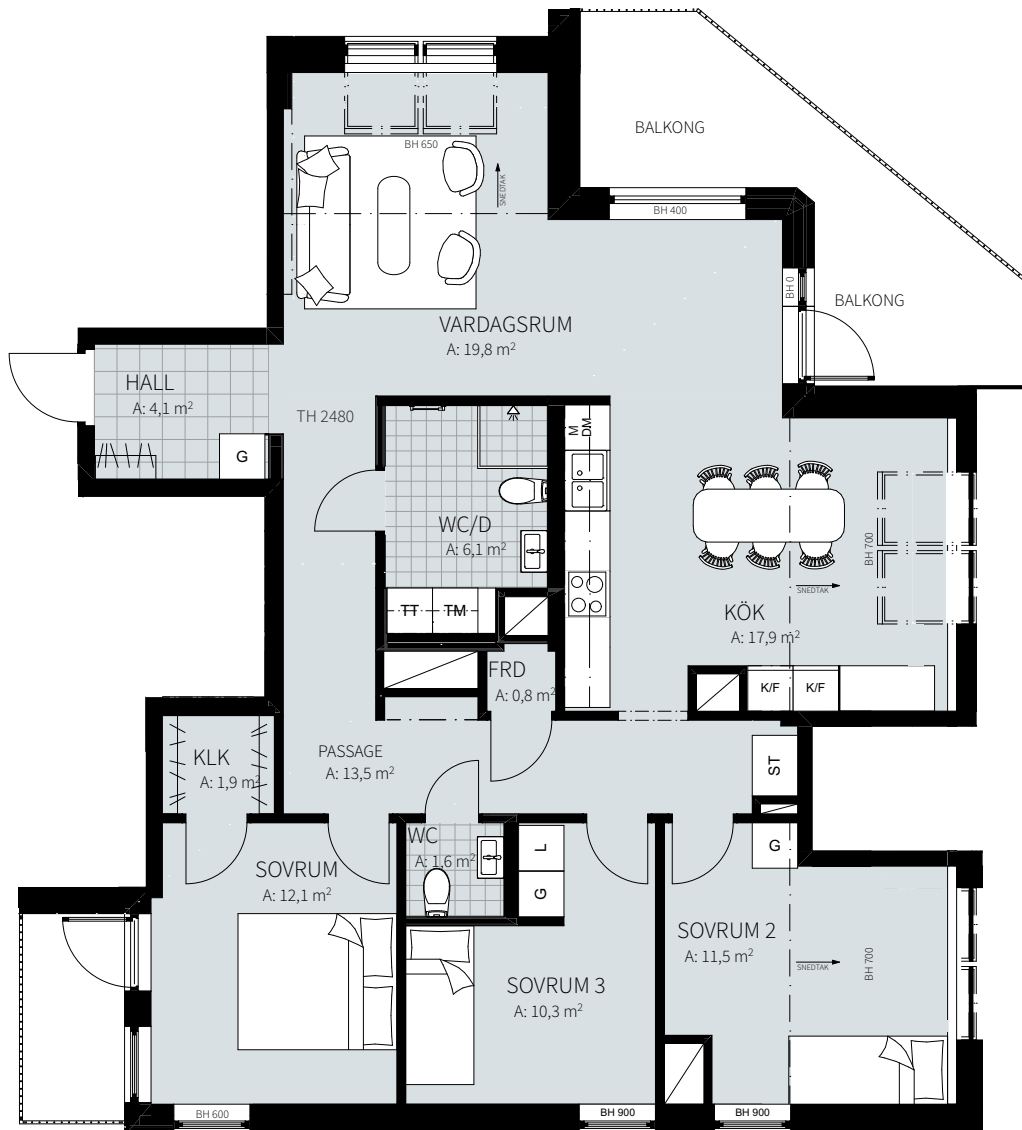 BALKONG
BH 650
SNEDTAK
BH 400
BH 0
BALKONG
VARDAGSRUM
A: 19,8 m²
HALL
A: 4,1 m²
TH 2480
G
M
DM
WC/D
A: 6,1 m²
BH 700
SNEDTAK
TT
TM
KÖK
A: 17,9 m²
FRD
A: 0,8 m²
K/F
K/F
KLK
A: 1,9 m²
PASSAGE
A: 13,5 m²
ST
WC
A: 1,6 m²
L
G
G
SOVRUM
A: 12,1 m²
SOVRUM 2
A: 11,5 m²
SNEDTAK
BH 700
SOVRUM 3
A: 10,3 m²
BH 600
BH 900
BH 900